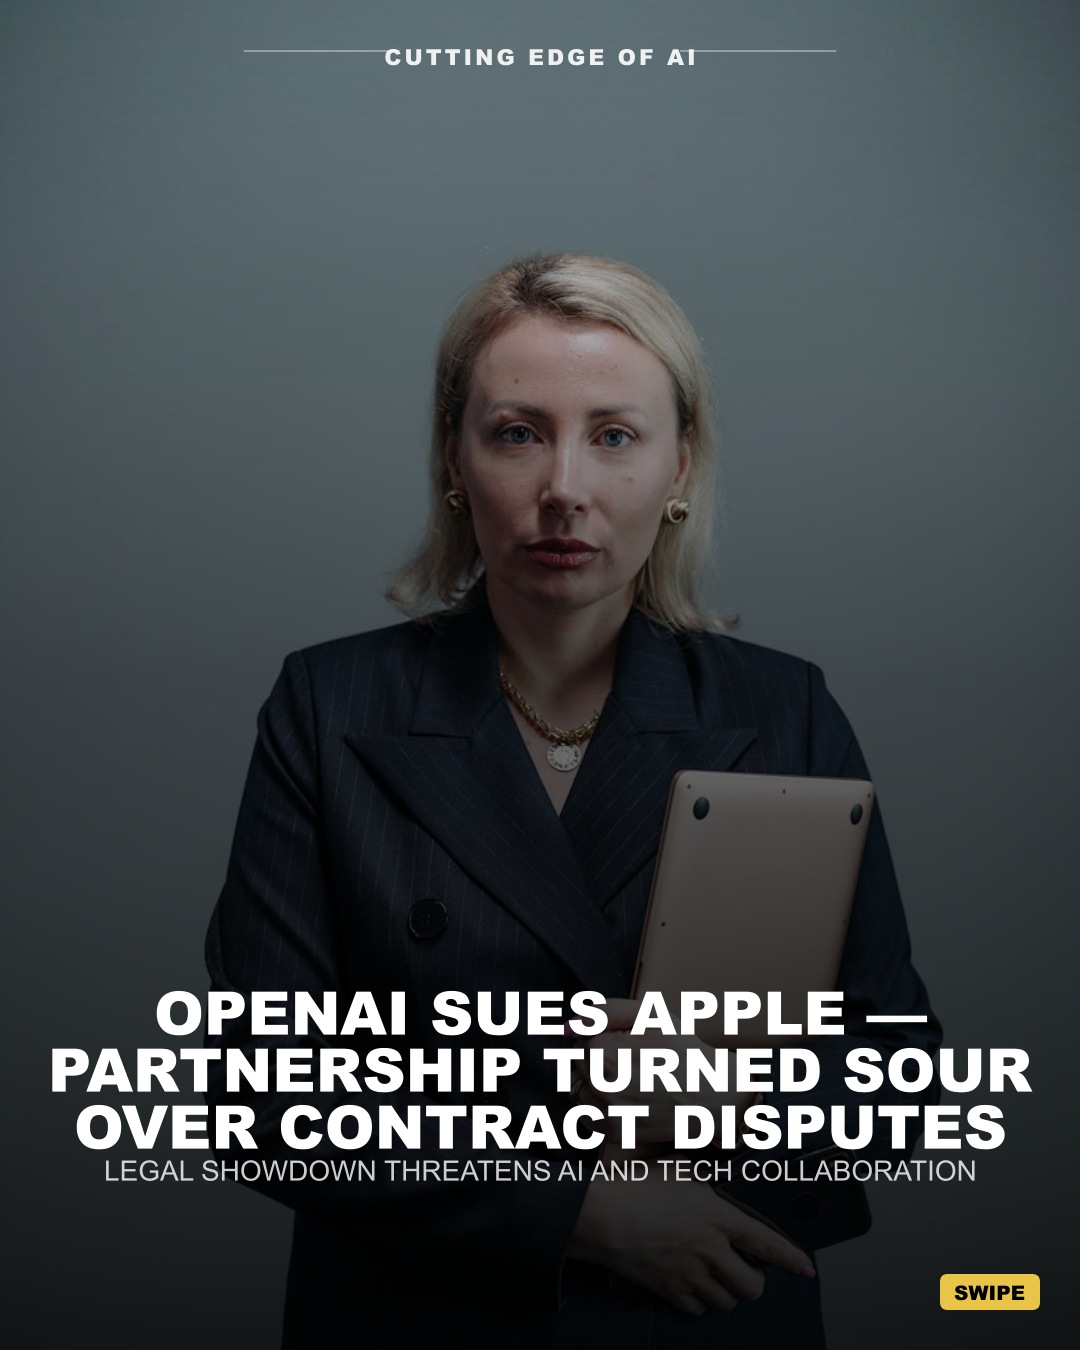 CUTTING EDGE OF AI
OPENAI SUES APPLE —
PARTNERSHIP TURNED SOUR
OVER CONTRACT DISPUTES
LEGAL SHOWDOWN THREATENS AI AND TECH COLLABORATION
SWIPE